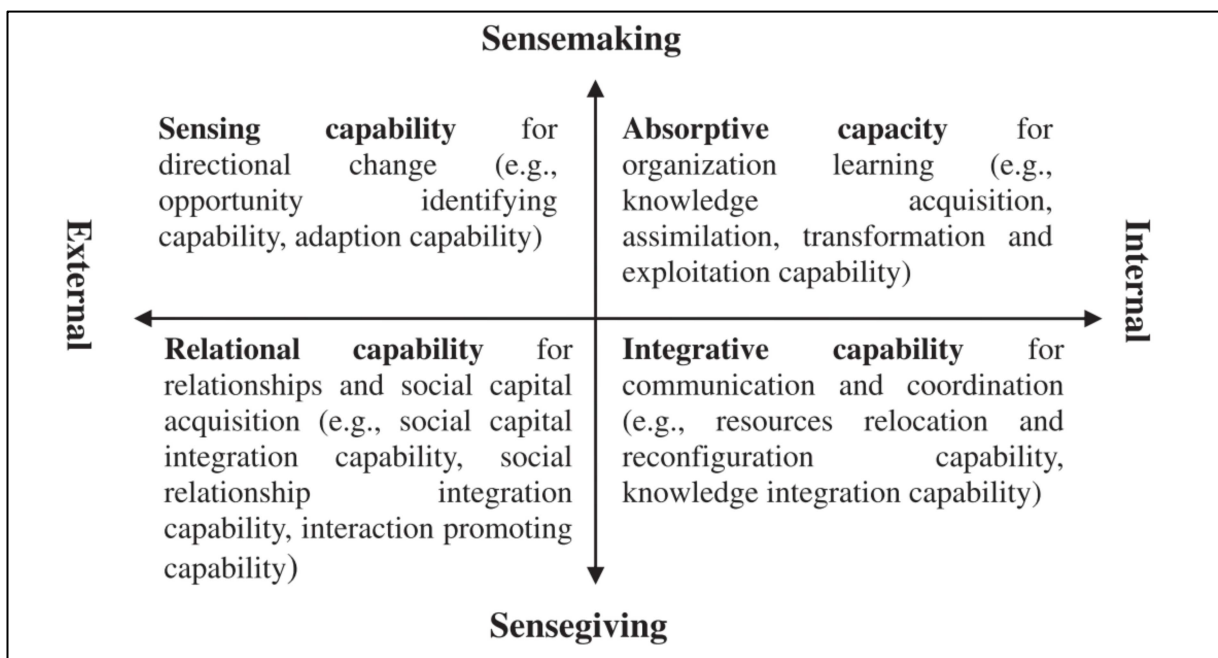 Sensemaking
Sensing capability for
directional change (e.g.,
opportunity identifying
capability, adaption capability)
Absorptive capacity for
organization learning (e.g.,
knowledge acquisition,
assimilation, transformation and
exploitation capability)
External
Internal
Relational capability for
relationships and social capital
acquisition (e.g., social capital
integration capability, social
relationship integration
capability, interaction promoting
capability)
Integrative capability for
communication and coordination
(e.g., resources relocation and
reconfiguration capability,
knowledge integration capability)
Sensegiving